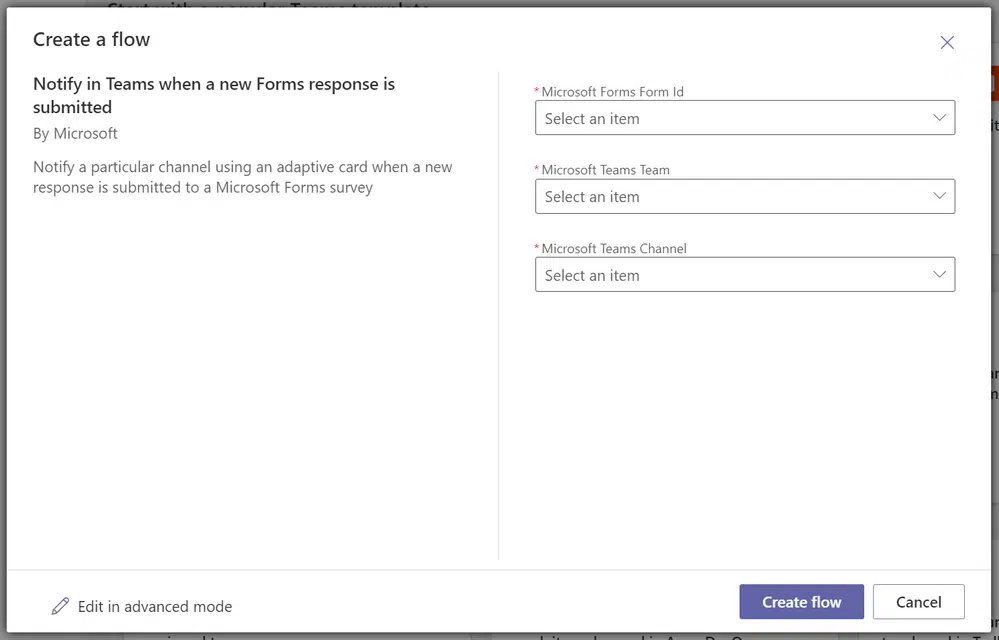 Create a flow
Notify in Teams when a new Forms response is
submitted
By Microsoft
Notify a particular channel using an adaptive card when a new
response is submitted to a Microsoft Forms survey
* Microsoft Forms Form Id
Select an item
* Microsoft Teams Team
Select an item
* Microsoft Teams Channel
Select an item
Edit in advanced mode
Create flow
Cancel